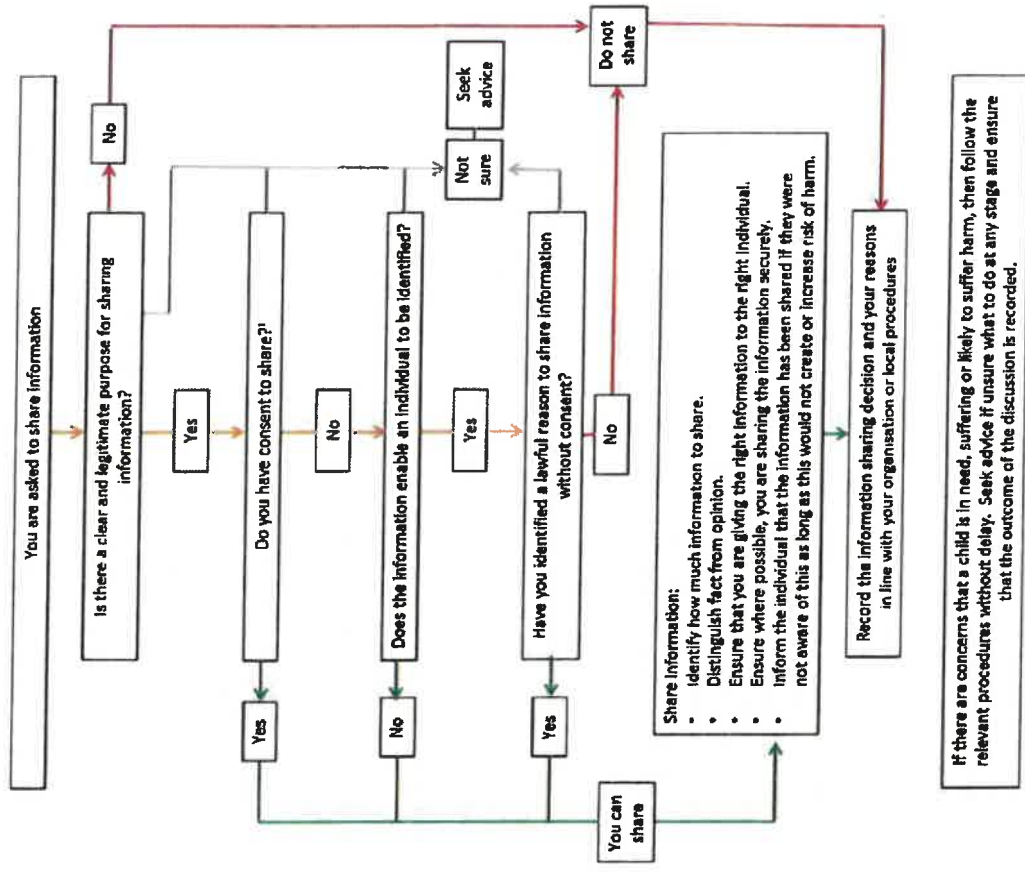 You are asked to share information
Is there a clear and legitimate purpose for sharing
information?
No
Yes
Do you have consent to share?¹
Yes
No
Does the information enable an individual to be identified?
No
Yes
Not
sure
Seek
advice
Have you identified a lawful reason to share information
without consent?
Yes
No
You can
share
Do not
share
Share Information:
• Identify how much information to share.
• Distinguish fact from opinion.
• Ensure that you are giving the right information to the right individual.
• Ensure where possible, you are sharing the information securely.
• Inform the individual that the information has been shared if they were
not aware of this as long as this would not create or increase risk of harm.
Record the information sharing decision and your reasons
in line with your organisation or local procedures
If there are concerns that a child is in need, suffering or likely to suffer harm, then follow the
relevant procedures without delay. Seek advice if unsure what to do at any stage and ensure
that the outcome of the discussion is recorded.